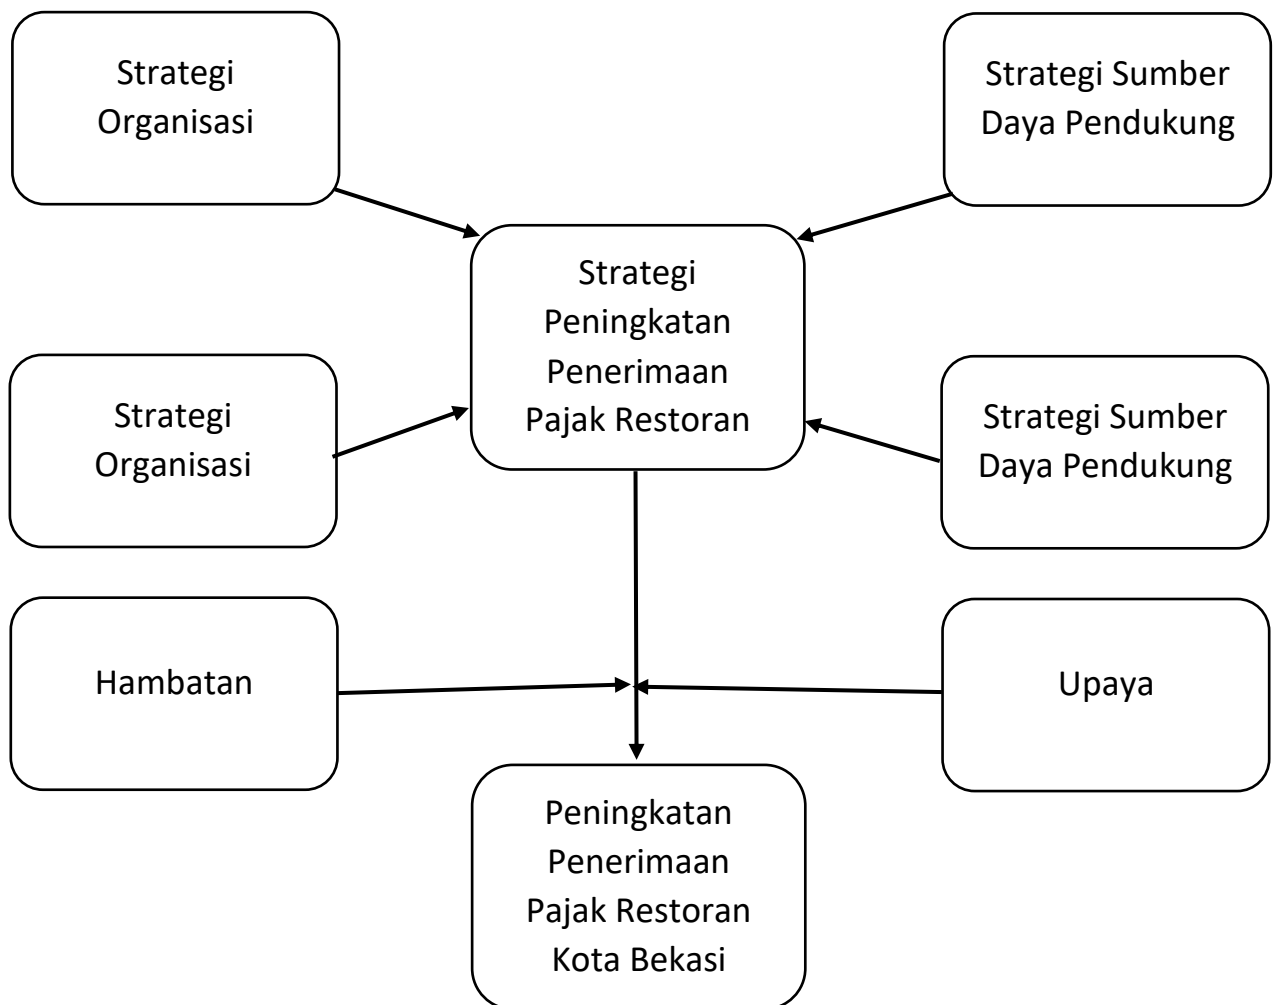 Strategi
Organisasi
Strategi Sumber
Daya Pendukung
Strategi
Peningkatan
Penerimaan
Pajak Restoran
Strategi
Organisasi
Strategi Sumber
Daya Pendukung
Hambatan
Upaya
Peningkatan
Penerimaan
Pajak Restoran
Kota Bekasi